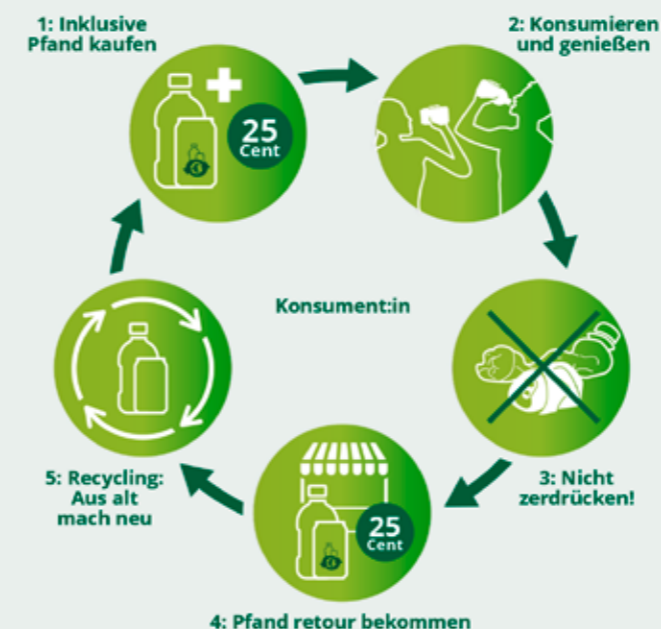 1: Inklusive
Pfand kaufen
25
Cent
2: Konsumieren
und genießen
Konsument:in
3: Nicht
zerdrücken!
25
Cent
4: Pfand retour bekommen
5: Recycling:
Aus alt
mach neu